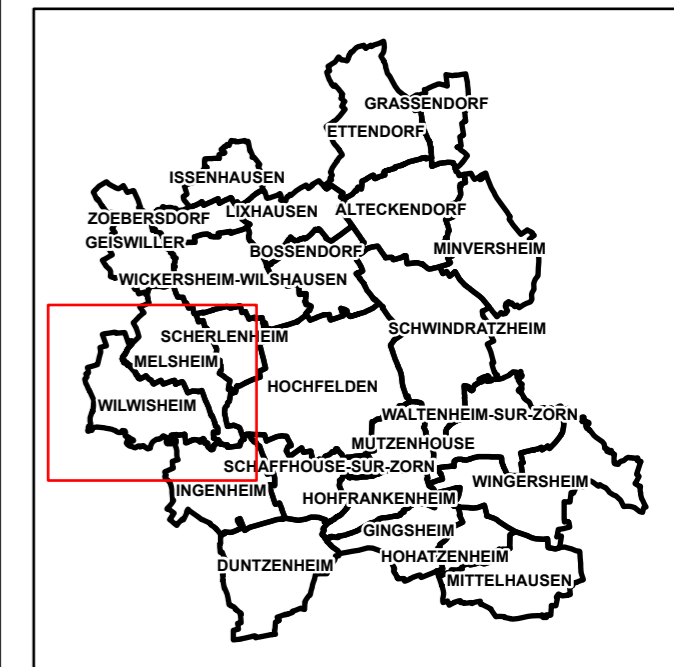 GRASSENDORF
ETTENDORF
ISSENHAUSEN
ZOEBERSDORF
LIXHAUSEN
ALTECKENDORF
GEISWILLER
BOSSENDORF
MINVERSHEIM
WICKERSHEIM-WILSHAUSEN
SCHERLENHEIM
SCHWINDRATZHEIM
MELSHEIM
HOCHFELDEN
WILWISHEIM
WALTENHEIM-SUR-ZORN
MUTZENHOUSE
SCHAFFHOUSE-SUR-ZORN
WINGERSHEIM
INGENHEIM
HOHFRANKENHEIM
GINGSHEIM
HOHATZENHEIM
DUNTZENHEIM
MITTELHAUSEN